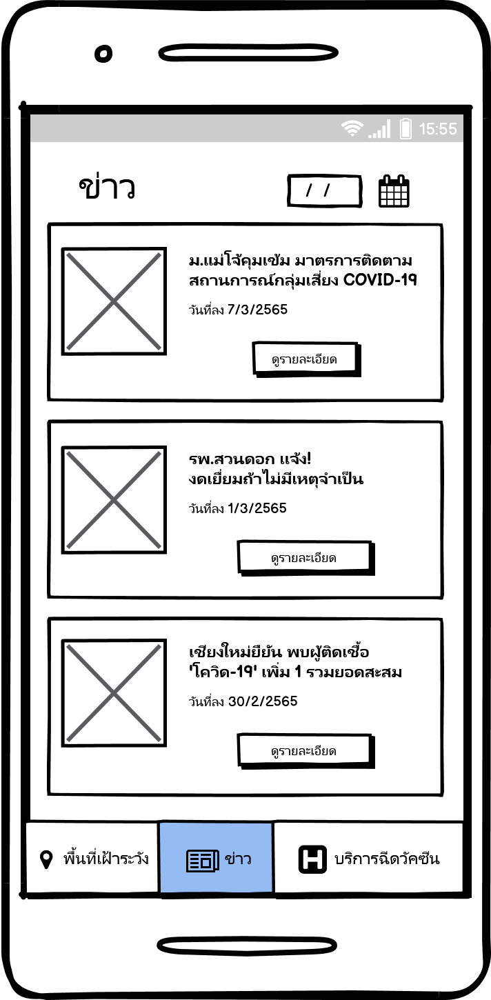 15:55
ข่าว
/ /
ม.แม่โจ้คุมเข้ม มาตรการติดตาม
สถานการณ์กลุ่มเสี่ยง COVID-19
วันที่ลง 7/3/2565
ดูรายละเอียด
รพ.สวนดอก แจ้ง!
งดเยี่ยมถ้าไม่มีเหตุจำเป็น
วันที่ลง 1/3/2565
ดูรายละเอียด
เชียงใหม่ยืยัน พบผู้ติดเชื้อ
'โควิด-19' เพิ่ม 1 รวมยอดสะสม
วันที่ลง 30/2/2565
ดูรายละเอียด
พื้นที่เฝ้าระวัง
ข่าว
H
บริการฉีดวัคซีน